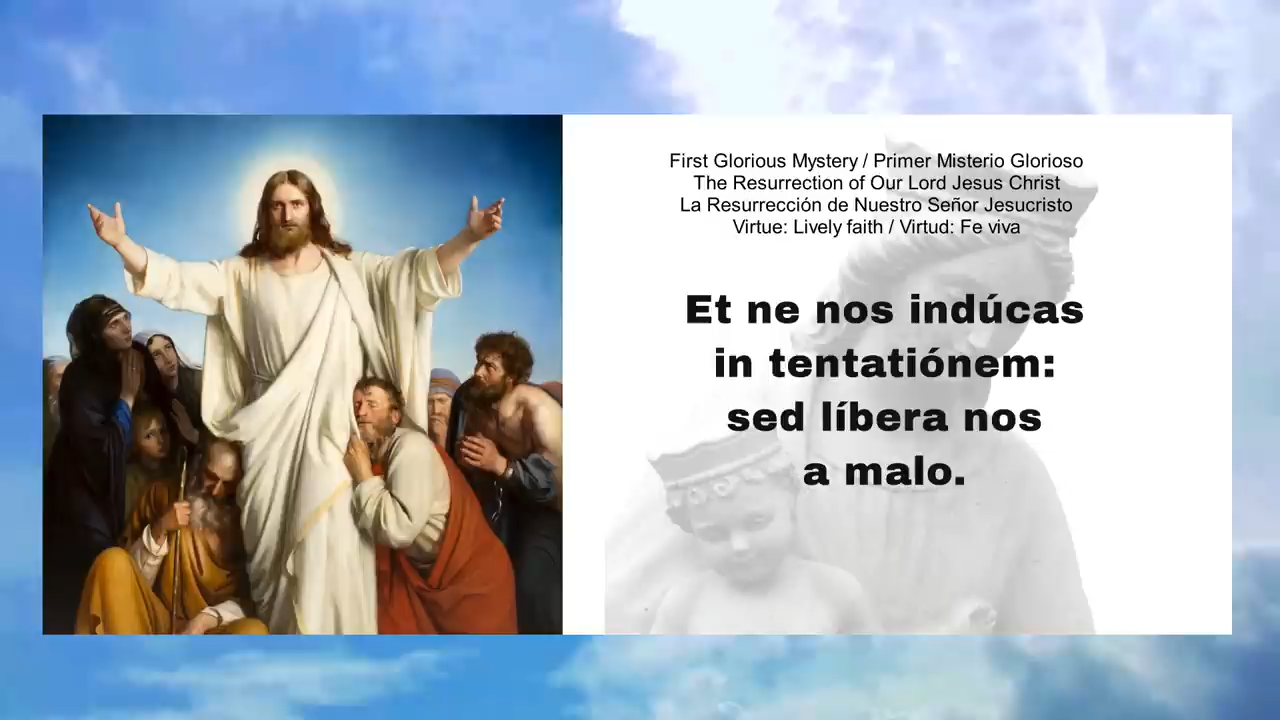 First Glorious Mystery / Primer Misterio Glorioso
The Resurrection of Our Lord Jesus Christ
La Resurrección de Nuestro Señor Jesucristo
Virtue: Lively faith / Virtud: Fe viva
Et ne nos indúcas
in tentatiónem:
sed líbera nos
a malo.